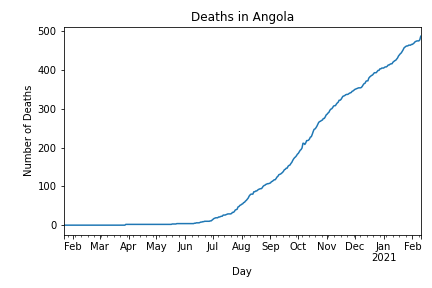 Deaths in Angola
500
400
300
200
100
0
Number of Deaths
Feb Mar Apr May Jun Jul Aug Sep Oct Nov Dec Jan Feb
2021
Day